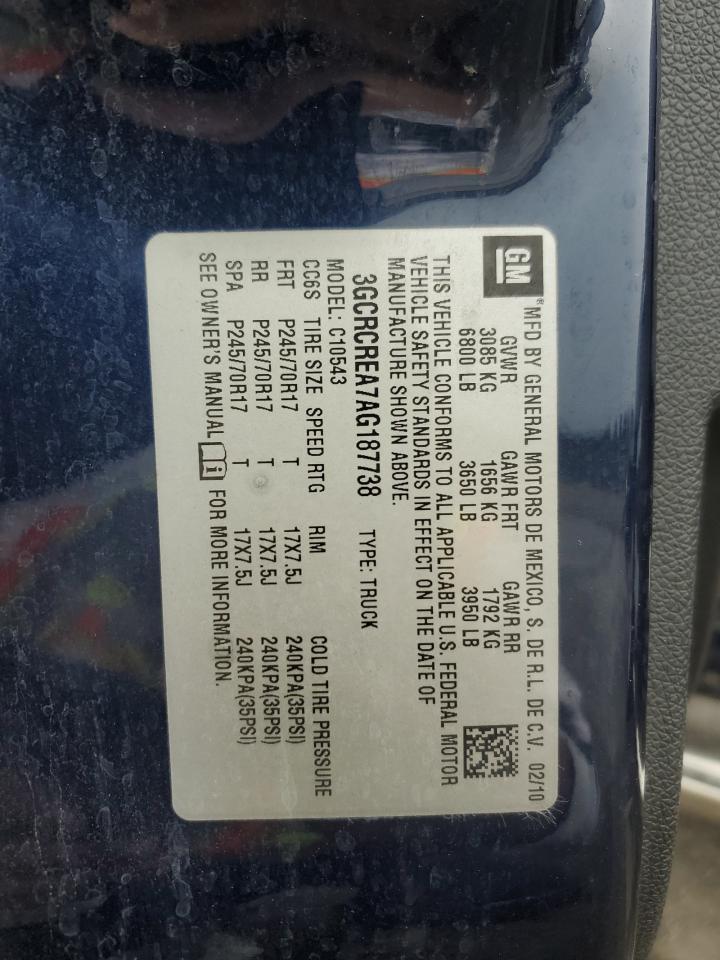 GM ® MFD BY GENERAL MOTORS DE MEXICO, S. DE R.L. DE C.V. 02/10
GVWR GAWR FRT GAWR RR
3085 KG 1656 KG 1792 KG
6800 LB 3650 LB 3950 LB
THIS VEHICLE CONFORMS TO ALL APPLICABLE U.S. FEDERAL MOTOR
VEHICLE SAFETY STANDARDS IN EFFECT ON THE DATE OF
MANUFACTURE SHOWN ABOVE.
3GCRCREA7AG187738 TYPE: TRUCK
MODEL: C10543
CC6S TIRE SIZE SPEED RTG RIM COLD TIRE PRESSURE
FRT P245/70R17 T 17X7.5J 240KPA(35PSI)
RR P245/70R17 T 17X7.5J 240KPA(35PSI)
SPA P245/70R17 T 17X7.5J 240KPA(35PSI)
SEE OWNER'S MANUAL i FOR MORE INFORMATION.